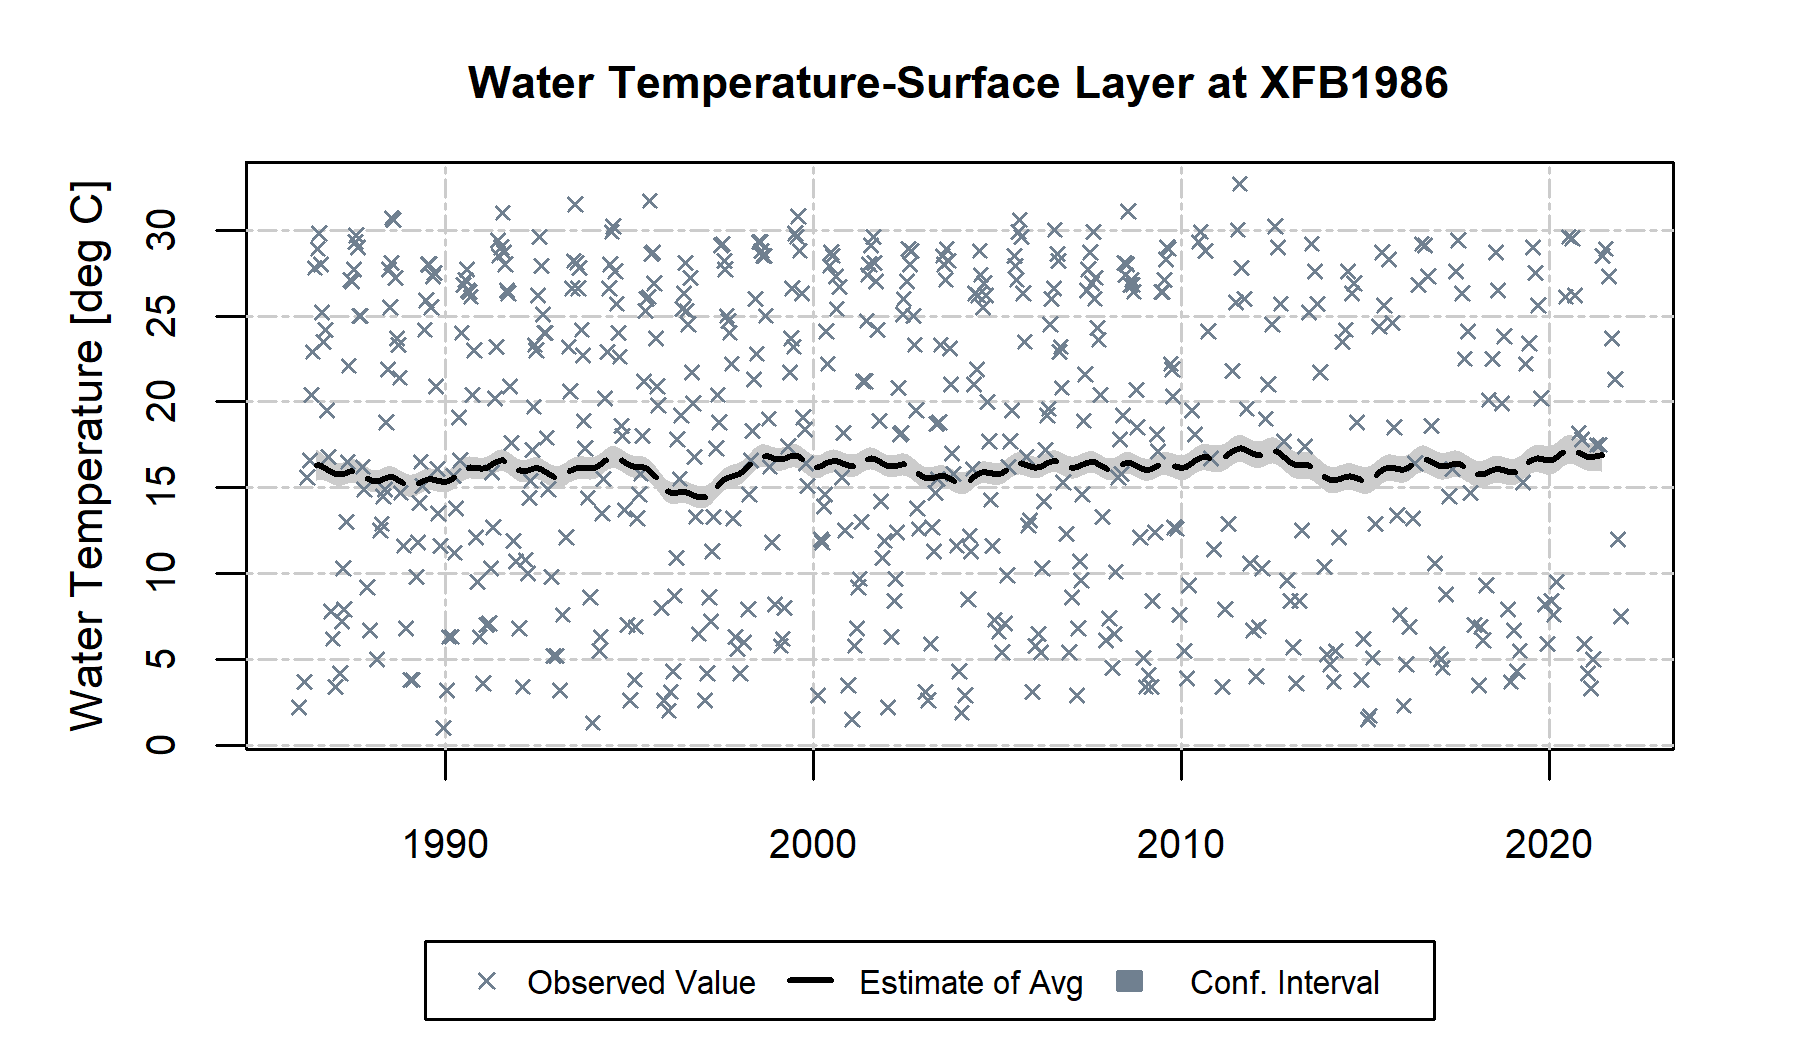 Water Temperature-Surface Layer at XFB1986
Water Temperature [deg C]
30
25
20
15
10
5
0
1990 2000 2010 2020
Observed Value Estimate of Avg Conf. Interval